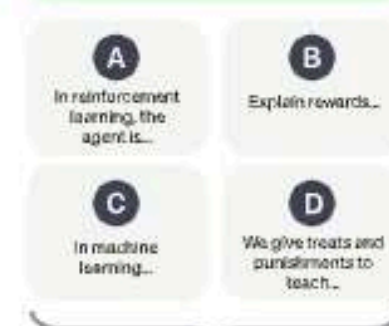 A
In reinforcement
learning, the
agent is...
B
Explain rewards...
C
In machine
learning...
D
We give treats and
punishments to
teach...